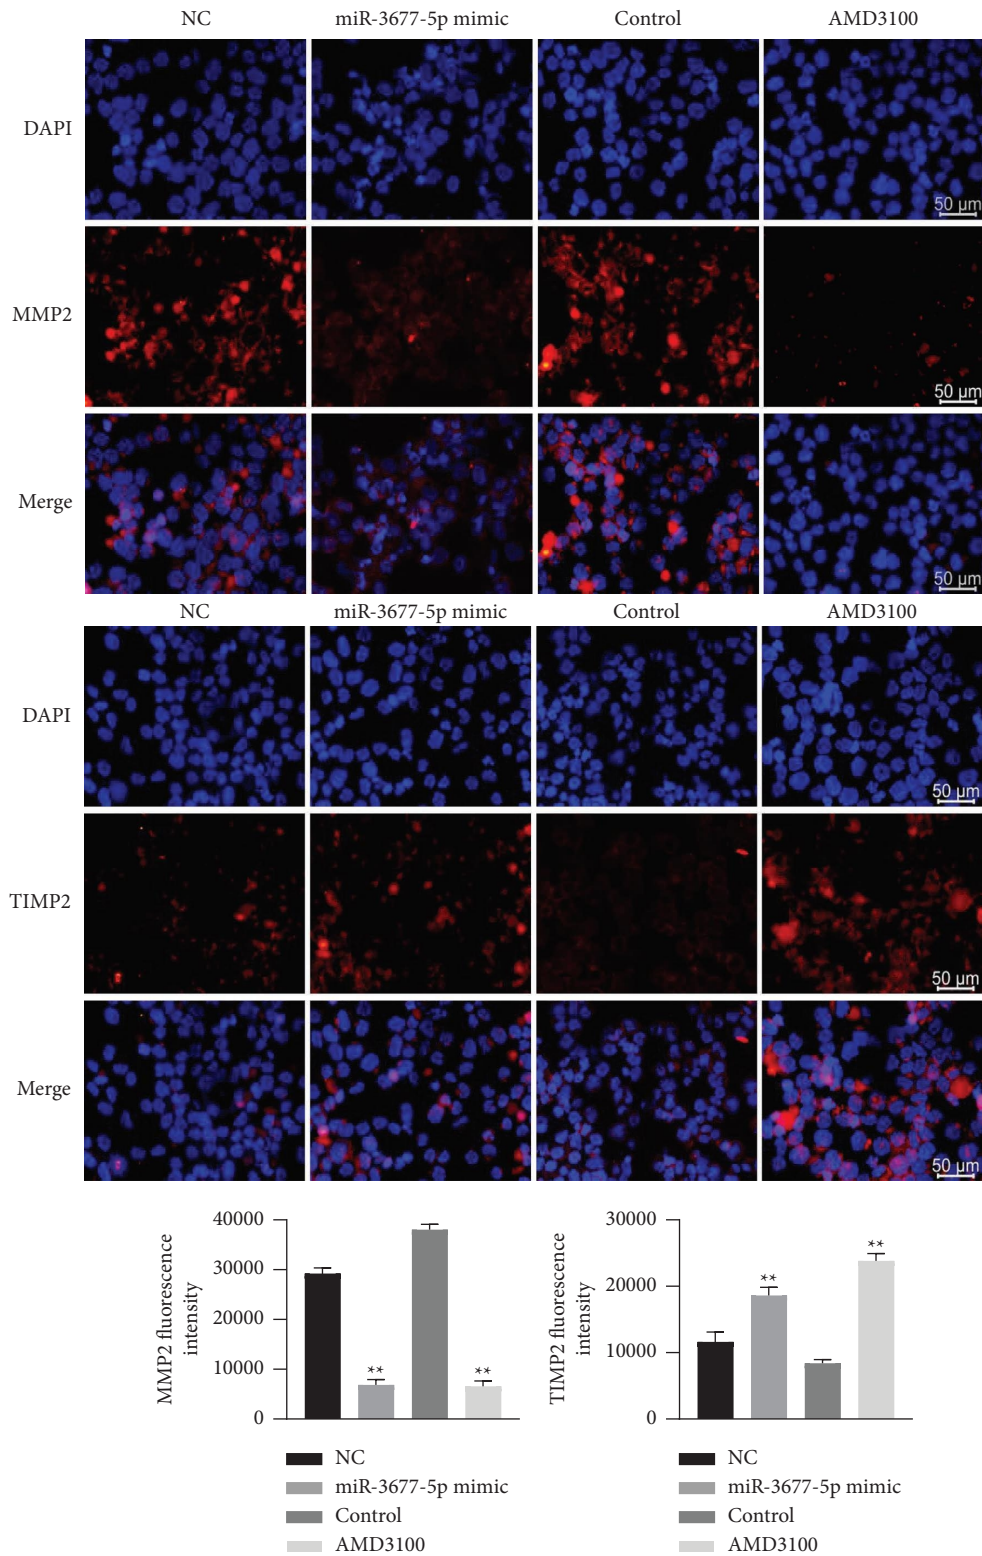 NC miR-3677-5p mimic Control AMD3100
DAPI
50 µm
MMP2
50 µm
Merge
50 µm
NC miR-3677-5p mimic Control AMD3100
DAPI
50 µm
TIMP2
50 µm
Merge
50 µm
MMP2 fluorescence
intensity
40000
30000
20000
10000
0
**
**
NC
miR-3677-5p mimic
Control
AMD3100
TIMP2 fluorescence
intensity
30000
20000
10000
0
**
**
NC
miR-3677-5p mimic
Control
AMD3100